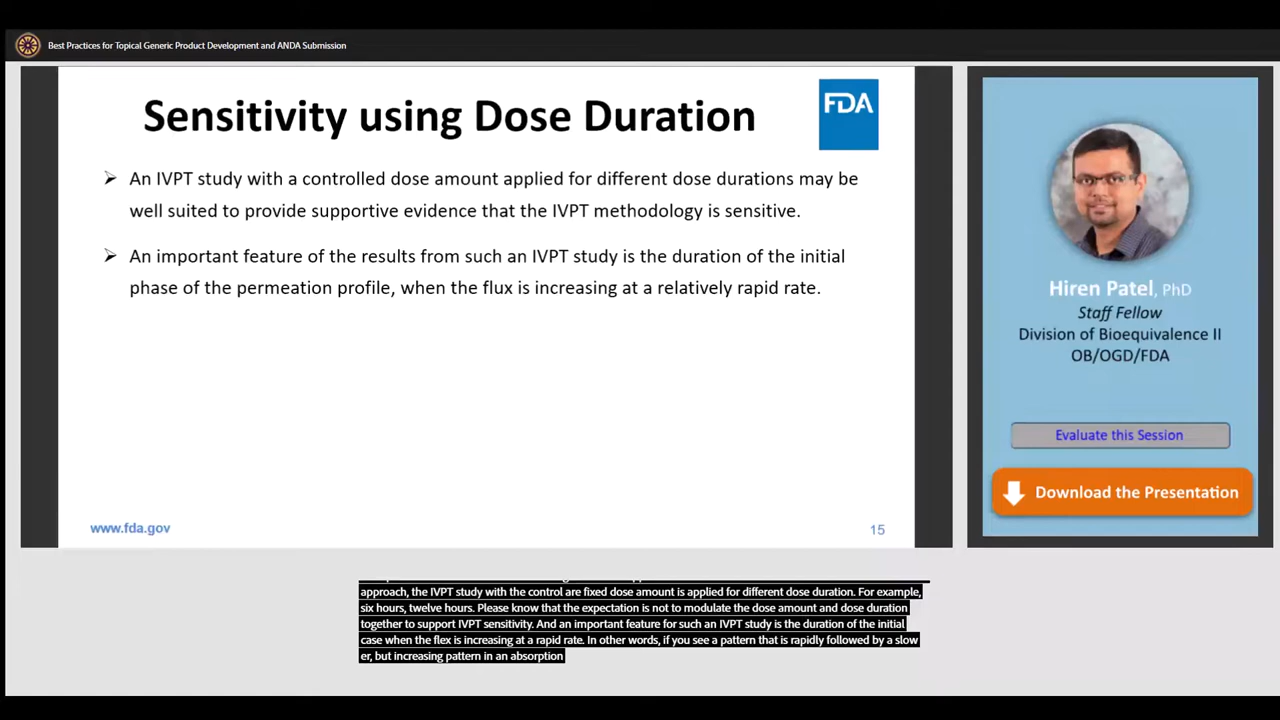 Best Practices for Topical Generic Product Development and ANDA Submission
Sensitivity using Dose Duration
FDA
An IVPT study with a controlled dose amount applied for different dose durations may be
well suited to provide supportive evidence that the IVPT methodology is sensitive.
An important feature of the results from such an IVPT study is the duration of the initial
phase of the permeation profile, when the flux is increasing at a relatively rapid rate.
www.fda.gov
15
Hiren Patel, PhD
Staff Fellow
Division of Bioequivalence II
OB/OGD/FDA
Evaluate this Session
Download the Presentation
approach, the IVPT study with the control are fixed dose amount is applied for different dose duration. For example,
six hours, twelve hours. Please know that the expectation is not to modulate the dose amount and dose duration
together to support IVPT sensitivity. And an important feature for such an IVPT study is the duration of the initial
case when the flex is increasing at a rapid rate. In other words, if you see a pattern that is rapidly followed by a slow
er, but increasing pattern in an absorption